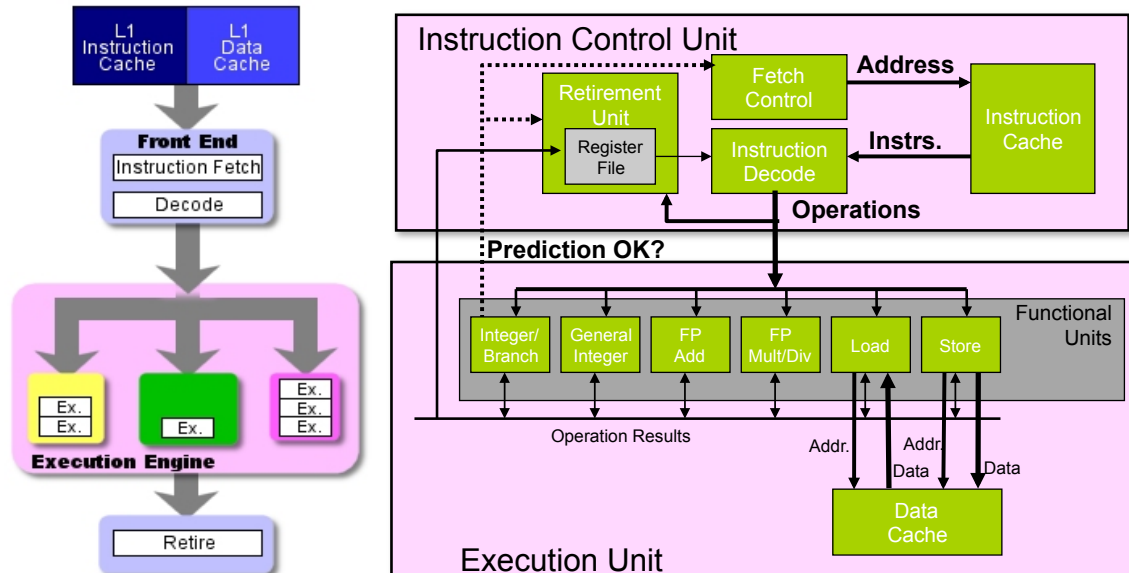 L1
Instruction
Cache
L1
Data
Cache
Front End
Instruction Fetch
Decode
Ex.
Ex.
Ex.
Ex.
Ex.
Ex.
Execution Engine
Retire
Instruction Control Unit
Retirement
Unit
Register
File
Fetch
Control
Address
Instruction
Cache
Instruction
Decode
Instrs.
Operations
Prediction OK?
Functional
Units
Integer/
Branch
General
Integer
FP
Add
FP
Mult/Div
Load
Store
Operation Results
Addr.
Addr.
Data
Data
Data
Cache
Execution Unit